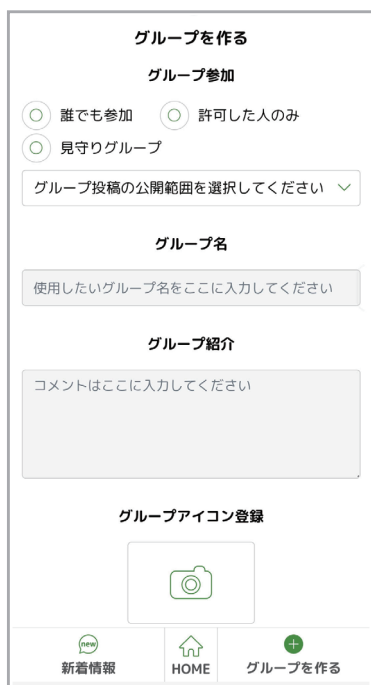 グループを作る
グループ参加
誰でも参加 許可した人のみ
見守りグループ
グループ投稿の公開範囲を選択してください
グループ名
使用したいグループ名をここに入力してください
グループ紹介
コメントはここに入力してください
グループアイコン登録
new
新着情報 HOME グループを作る